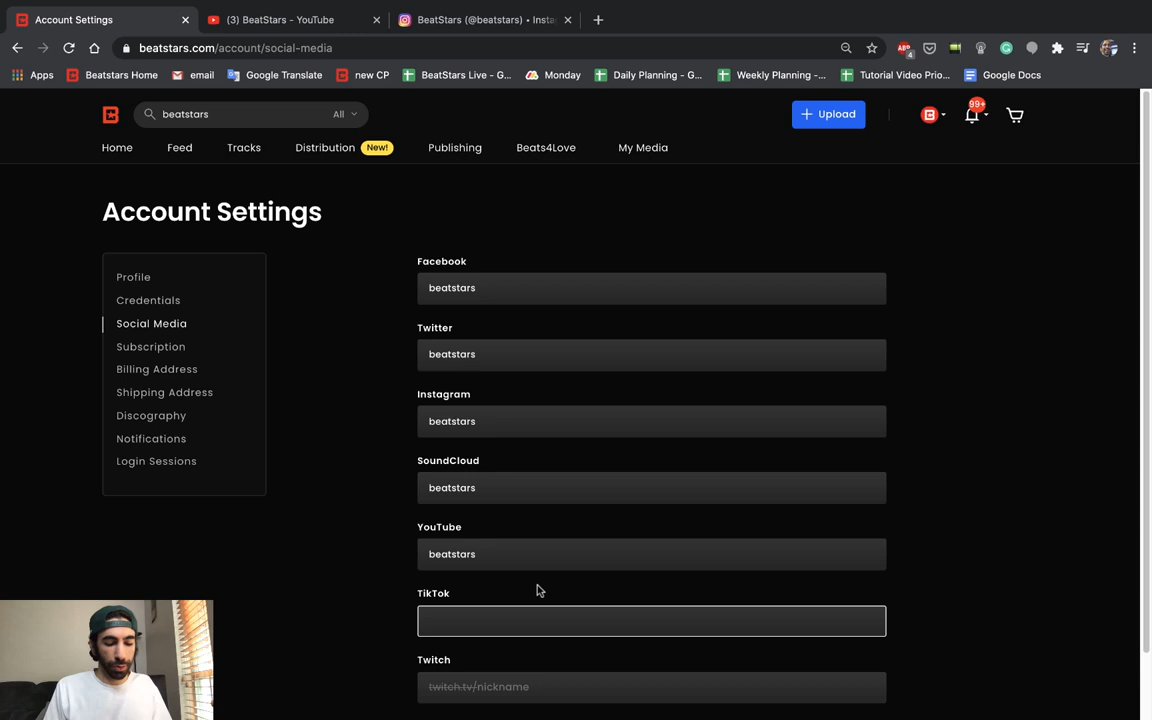 Account Settings
(3) BeatStars - YouTube
BeatStars (@beatstars) • Insta
beatstars.com/account/social-media
4
Apps
Beatstars Home
email
Google Translate
new CP
BeatStars Live - G...
Monday
Daily Planning - G...
Weekly Planning -...
Tutorial Video Prio...
Google Docs
beatstars
All
+ Upload
99+
Home
Feed
Tracks
Distribution
New!
Publishing
Beats4Love
My Media
Account Settings
Profile
Credentials
Social Media
Subscription
Billing Address
Shipping Address
Discography
Notifications
Login Sessions
Facebook
beatstars
Twitter
beatstars
Instagram
beatstars
SoundCloud
beatstars
YouTube
beatstars
TikTok
Twitch
twitch.tv/nickname